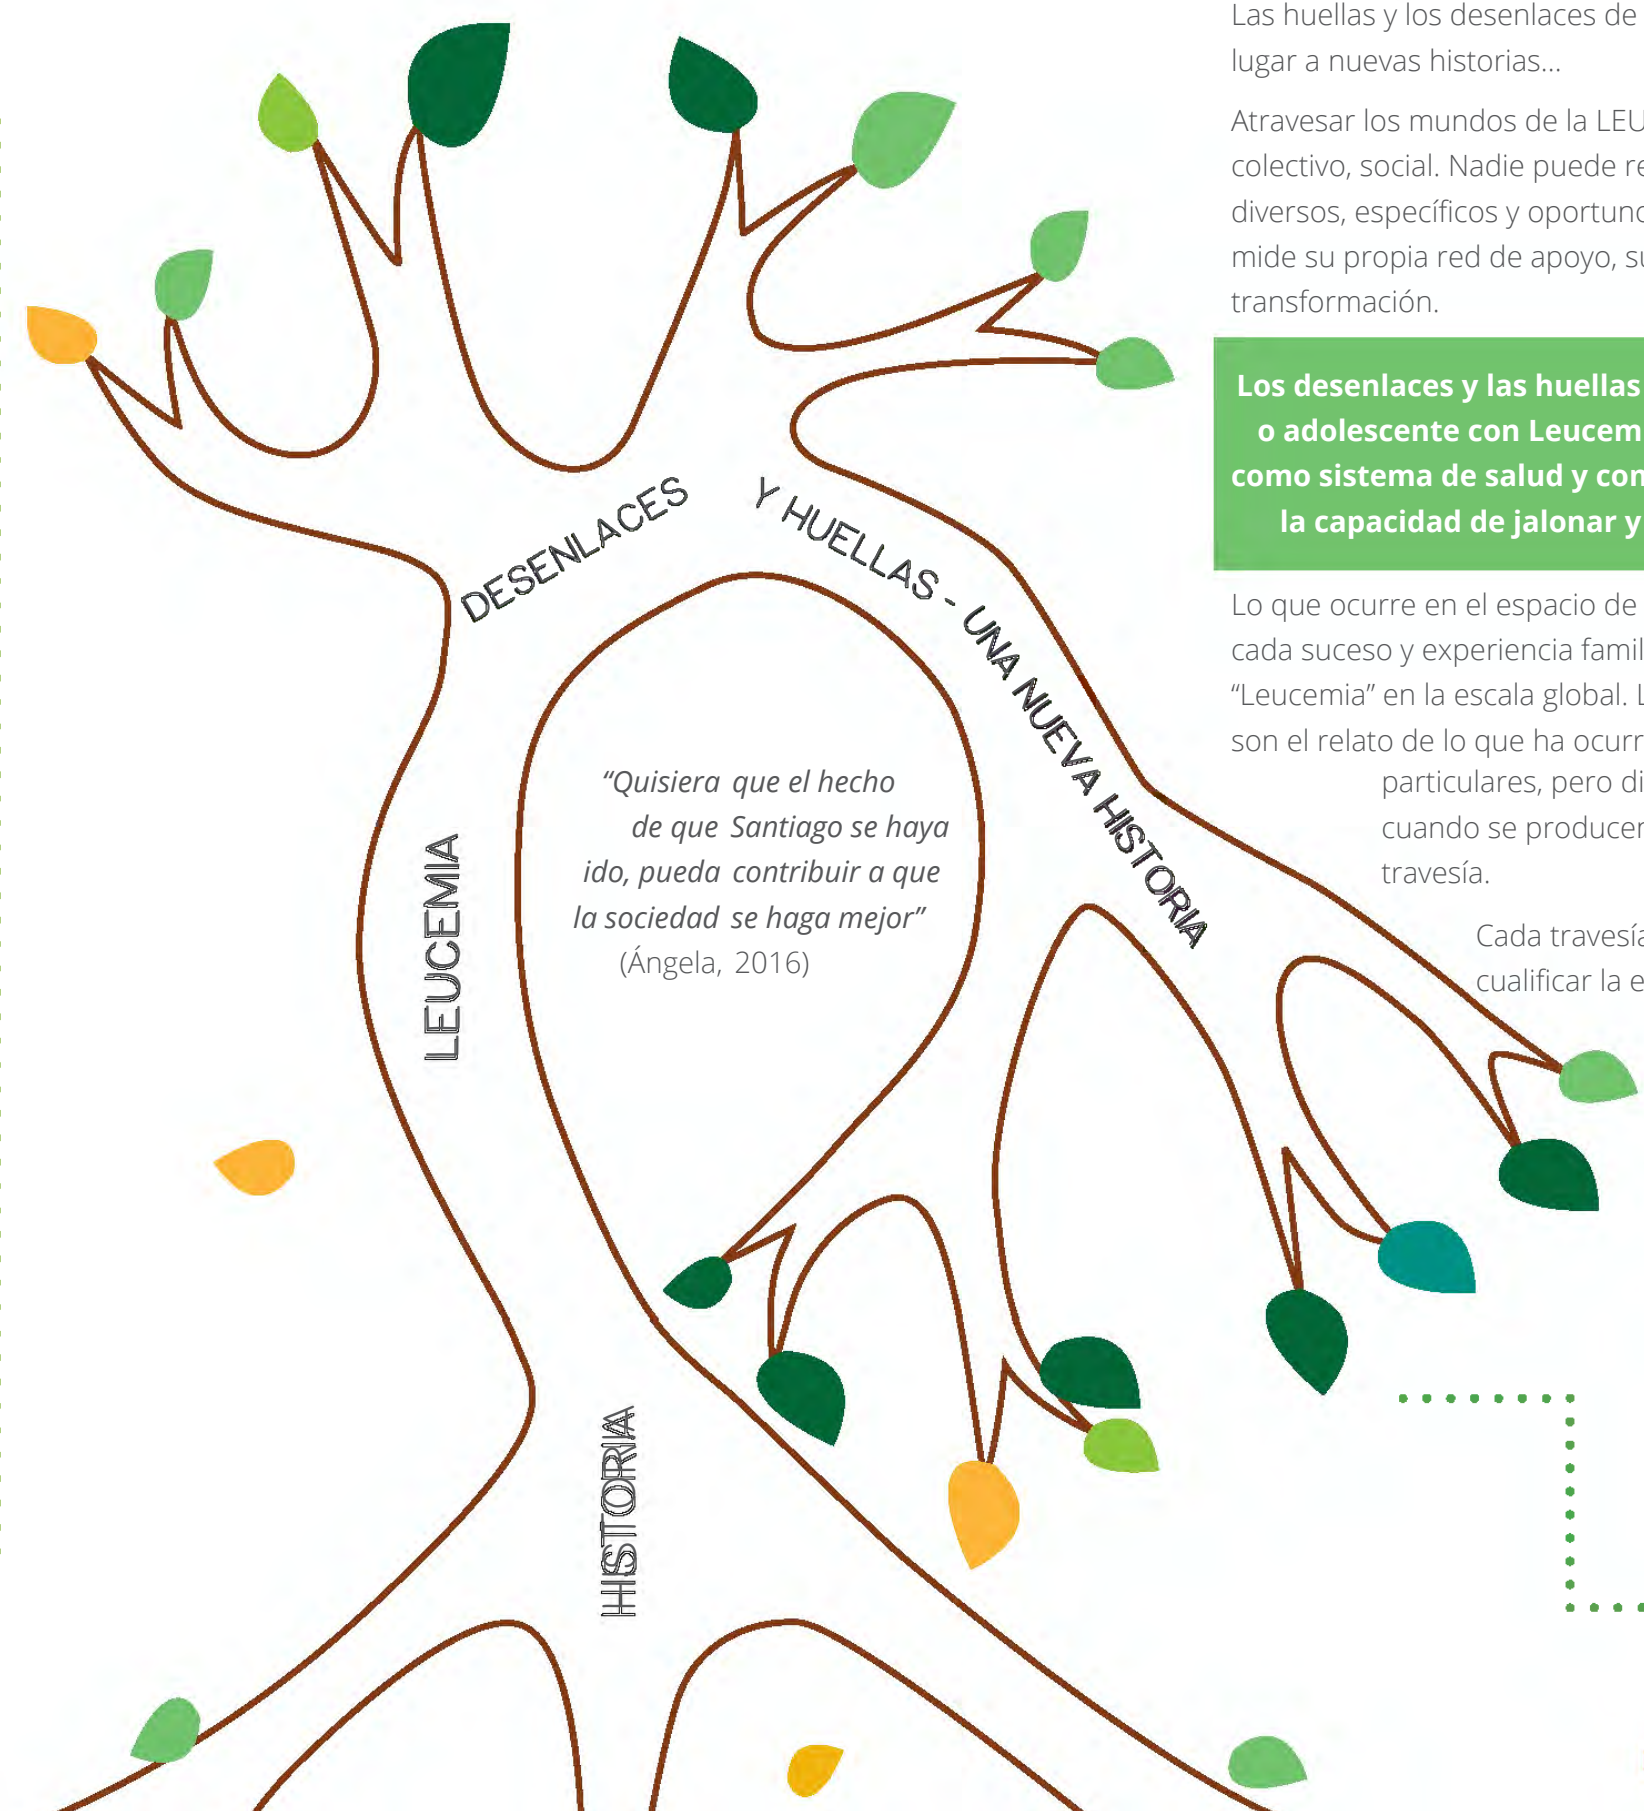 Las huellas y los desenlaces de
lugar a nuevas historias...
Atravesar los mundos de la LEU
colectivo, social. Nadie puede re
diversos, específicos y oportuno
mide su propia red de apoyo, su
transformación.
Los desenlaces y las huellas
o adolescente con Leucem
como sistema de salud y con
la capacidad de jalonar y
Lo que ocurre en el espacio de
cada suceso y experiencia famil
“Leucemia” en la escala global. L
son el relato de lo que ha ocurr
particulares, pero di
cuando se producen
travesía.
Cada travesía
cualificar la e
DESENLACES Y HUELLAS - UNA NUEVA HISTORIA
“Quisiera que el hecho
de que Santiago se haya
ido, pueda contribuir a que
la sociedad se haga mejor”
(Ángela, 2016)
LEUCEMIA
HISTORIA